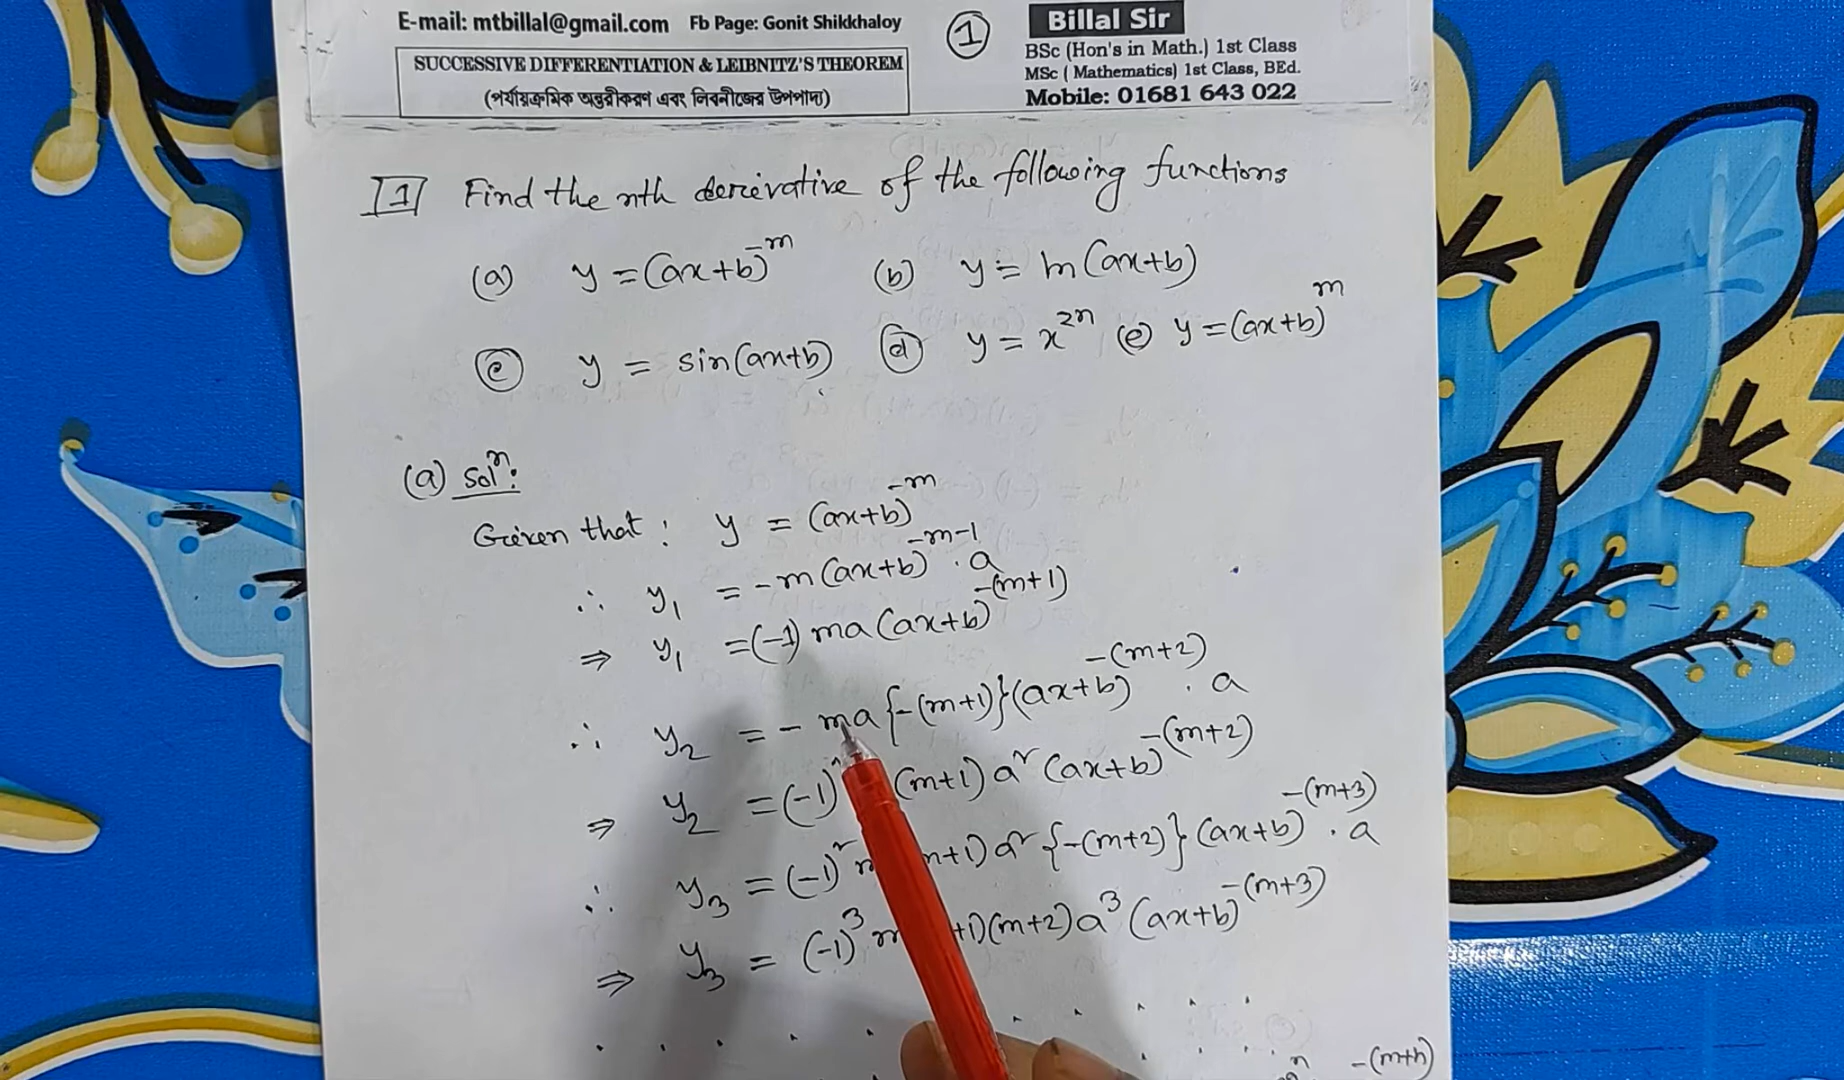 E-mail: mtbillal@gmail.com Fb Page: Gonit Shikkhaloy
SUCCESSIVE DIFFERENTIATION & LEIBNITZ'S THEOREM
(পর্যায়ক্রমিক অন্তরীকরণ এবং লিবনীজের উপপাদ্য)
1
Billal Sir
BSc (Hon's in Math.) 1st Class
MSc ( Mathematics) 1st Class, BEd.
Mobile: 01681 643 022
1 Find the nth derivative of the following functions
(a) y = (ax+b)^-m (b) y = ln(ax+b)
(c) y = sin(ax+b) (d) y = x^2n (e) y = (ax+b)^m
(a) Solⁿ:
Given that: y = (ax+b)^-m
∴ y₁ = -m(ax+b)^-m-1 . a
⇒ y₁ = (-1) ma(ax+b)^-(m+1)
∴ y₂ = - ma{-(m+1)}(ax+b)^-(m+2) . a
⇒ y₂ = (-1)² (m+1) a² (ax+b)^-(m+2)
∴ y₃ = (-1)² m +1) a² {-(m+2)} (ax+b)^-(m+3) . a
⇒ y₃ = (-1)³ m +1)(m+2) a³ (ax+b)^-(m+3)
n -(m+n)